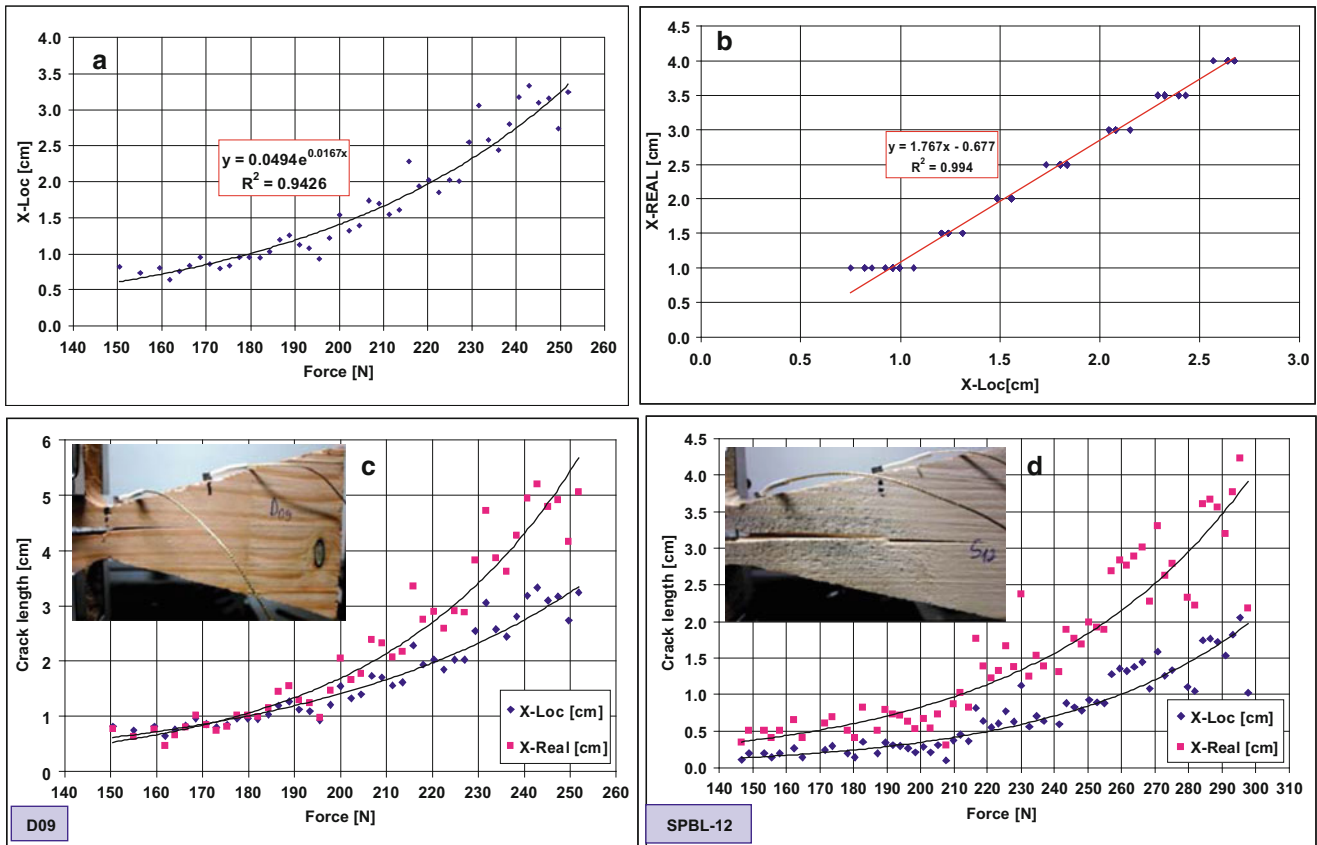 a
4.0
3.5
3.0
2.5
2.0
1.5
1.0
0.5
0.0
X-Loc [cm]
y = 0.0494e^0.0167x
R² = 0.9426
140 150 160 170 180 190 200 210 220 230 240 250 260
Force [N]
b
4.5
4.0
3.5
3.0
2.5
2.0
1.5
1.0
0.5
0.0
X-REAL [cm]
y = 1.767x - 0.677
R² = 0.994
0.0 0.5 1.0 1.5 2.0 2.5 3.0
X-Loc[cm]
c
6
5
4
3
2
1
0
Crack length [cm]
D09
X-Loc [cm]
X-Real [cm]
140 150 160 170 180 190 200 210 220 230 240 250 260
Force [N]
D09
d
4.5
4.0
3.5
3.0
2.5
2.0
1.5
1.0
0.5
0.0
Crack length [cm]
S12
X-Loc [cm]
X-Real [cm]
140 150 160 170 180 190 200 210 220 230 240 250 260 270 280 290 300 310
Force [N]
SPBL-12